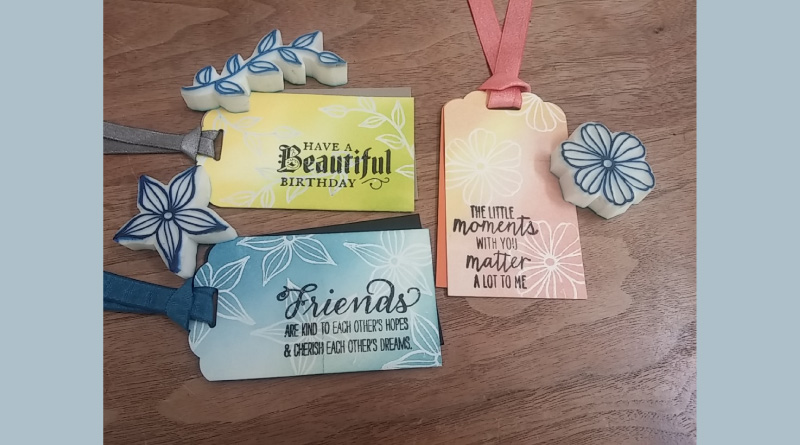 HAVE A
Beautiful
BIRTHDAY
THE LITTLE
moments
WITH YOU
matter
A LOT TO ME
Friends
ARE KIND TO EACH OTHER'S HOPES
& CHERISH EACH OTHER'S DREAMS.